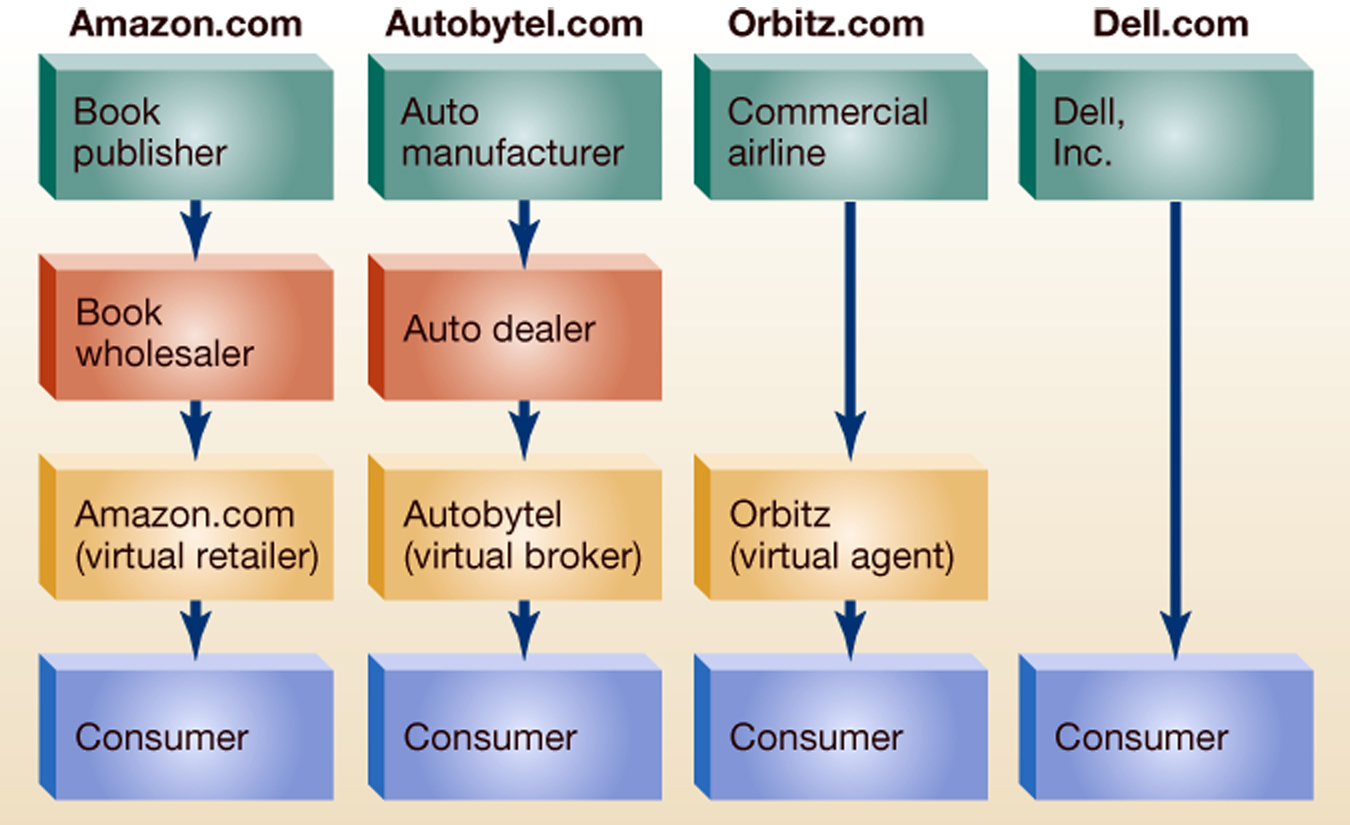 Amazon.com
Autobytel.com
Orbitz.com
Dell.com
Book
publisher
Auto
manufacturer
Commercial
airline
Dell,
Inc.
Book
wholesaler
Auto dealer
Amazon.com
(virtual retailer)
Autobytel
(virtual broker)
Orbitz
(virtual agent)
Consumer
Consumer
Consumer
Consumer